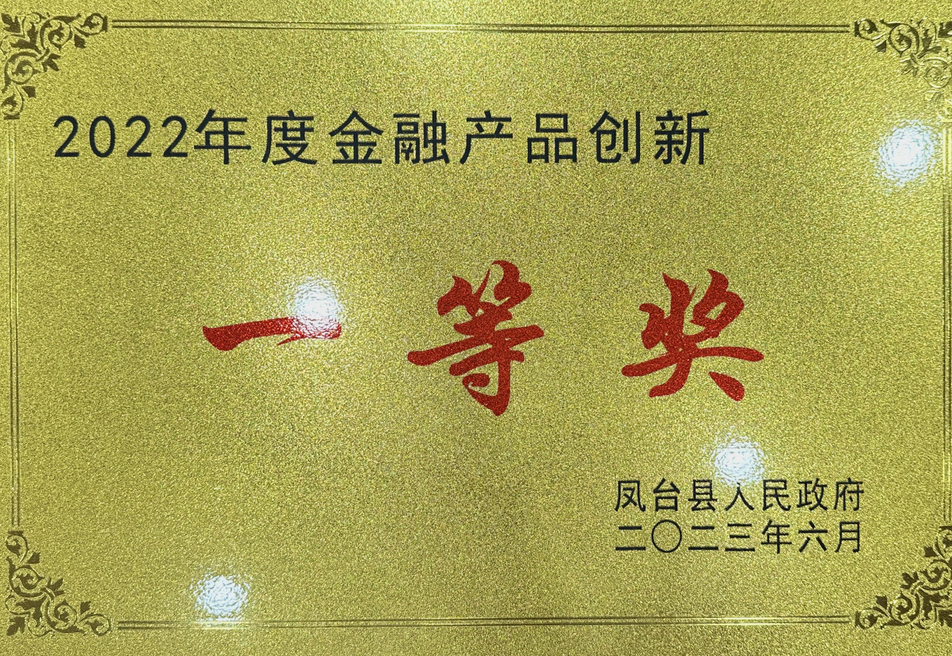 2022年度金融产品创新
一等奖
凤台县人民政府
二〇二三年六月